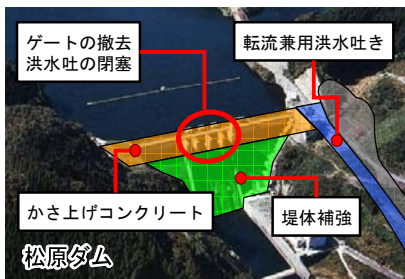 ゲートの撤去
洪水吐の閉塞
転流兼用洪水吐き
かさ上げコンクリート
堤体補強
松原ダム